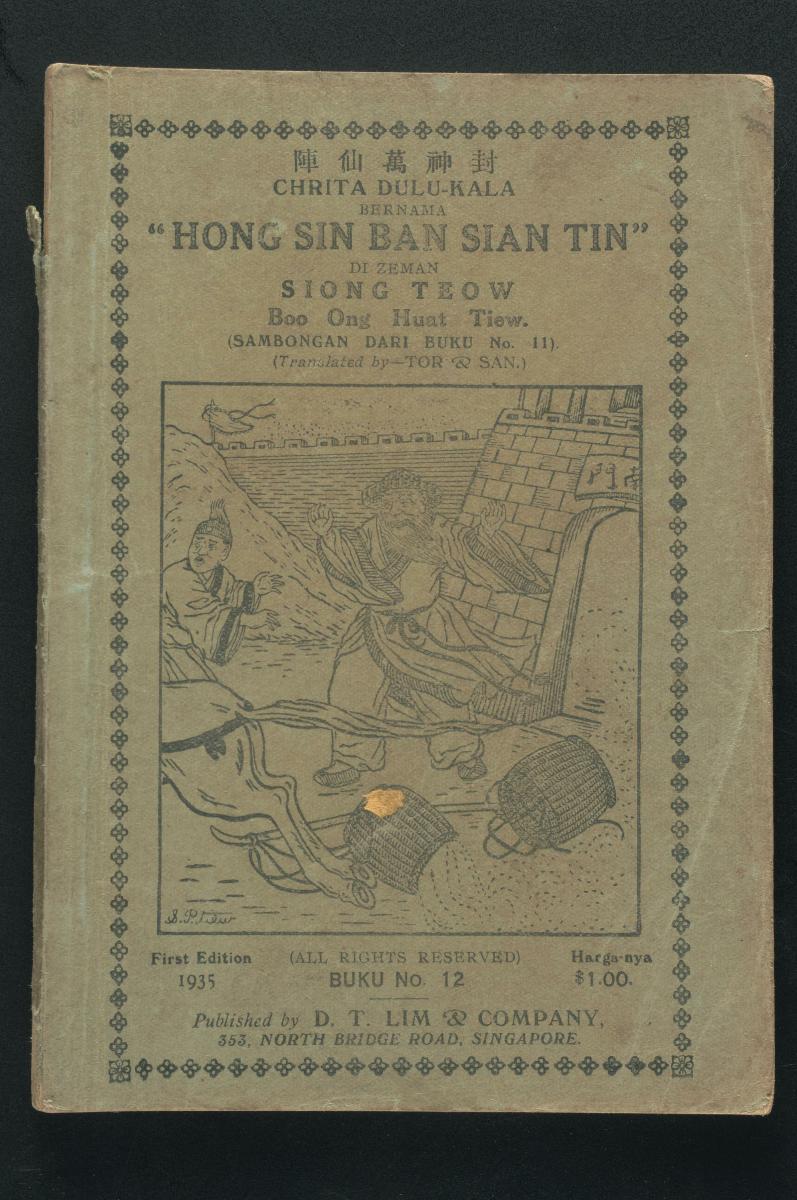 陣仙萬神封
CHRITA DULU-KALA
BERNAMA
"HONG SIN BAN SIAN TIN"
DI ZEMAN
SIONG TEOW
Boo Ong Huat Tiew.
(SAMBONGAN DARI BUKU No. 11).
(Translated by—TOR & SAN.)
門南
First Edition (ALL RIGHTS RESERVED) Harga-nya
1935 BUKU No. 12 $1.00.
Published by D. T. LIM & COMPANY,
353, NORTH BRIDGE ROAD, SINGAPORE.